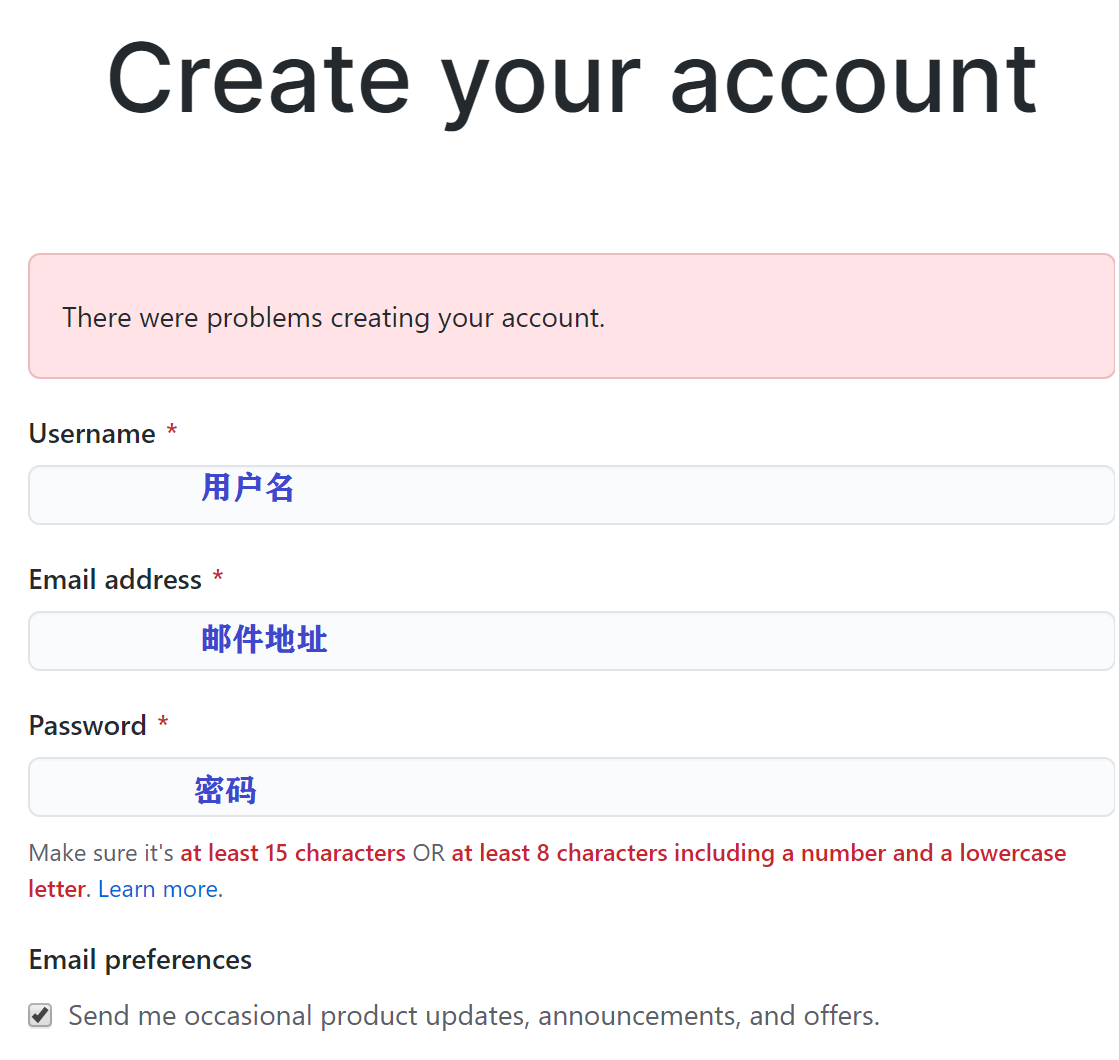 Create your account
There were problems creating your account.
Username *
用户名
Email address *
邮件地址
Password *
密码
Make sure it's at least 15 characters OR at least 8 characters including a number and a lowercase
letter. Learn more.
Email preferences
Send me occasional product updates, announcements, and offers.